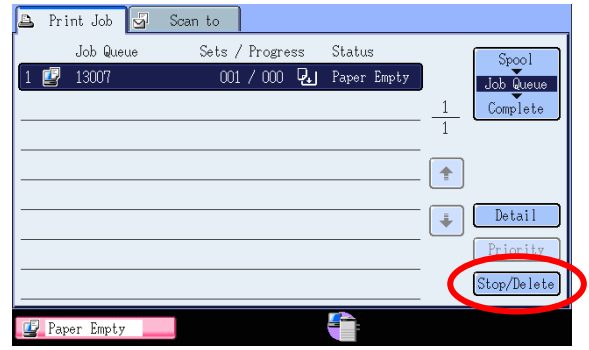 Print Job Scan to
Job Queue Sets / Progress Status
1 13007 001 / 000 Paper Empty
Spool
Job Queue
Complete
1
1
Detail
Priority
Stop/Delete
Paper Empty